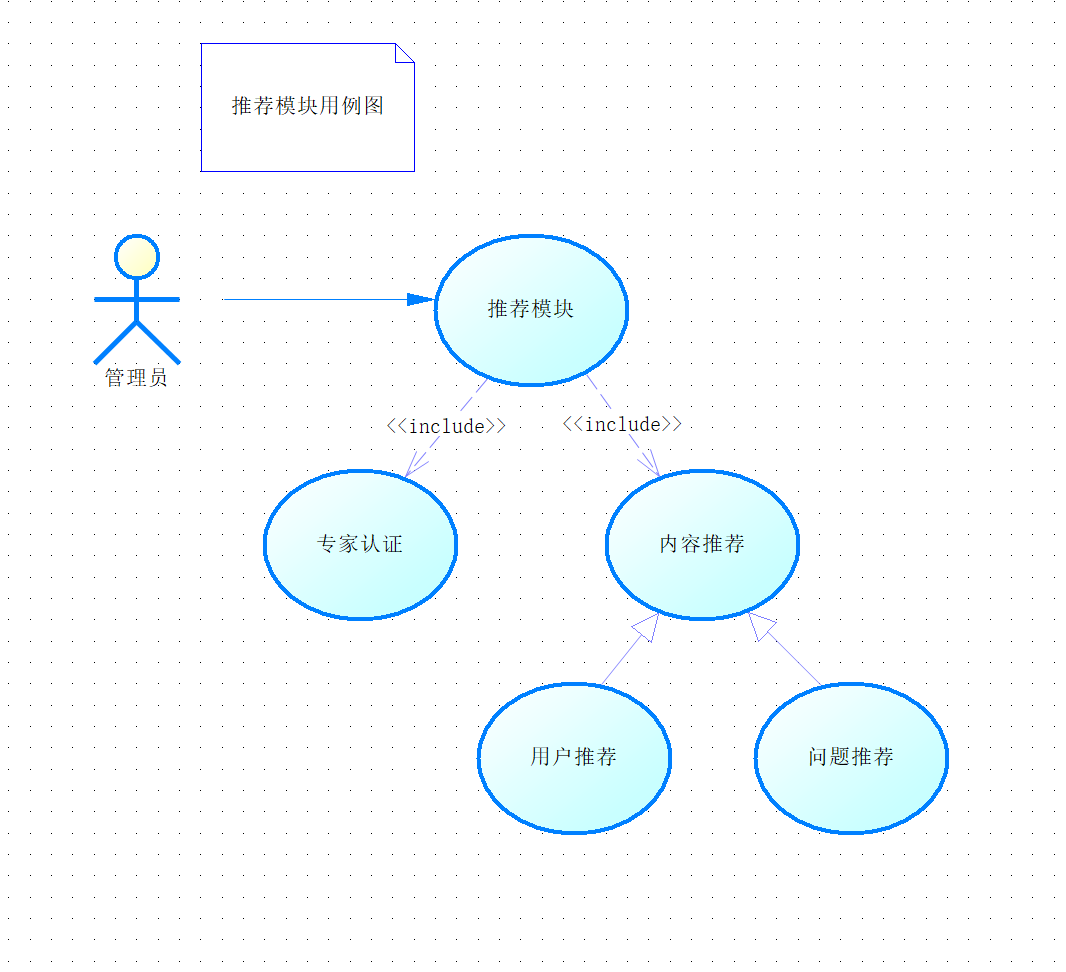 推荐模块用例图
推荐模块
管理员
<<include>>
<<include>>
专家认证
内容推荐
用户推荐
问题推荐